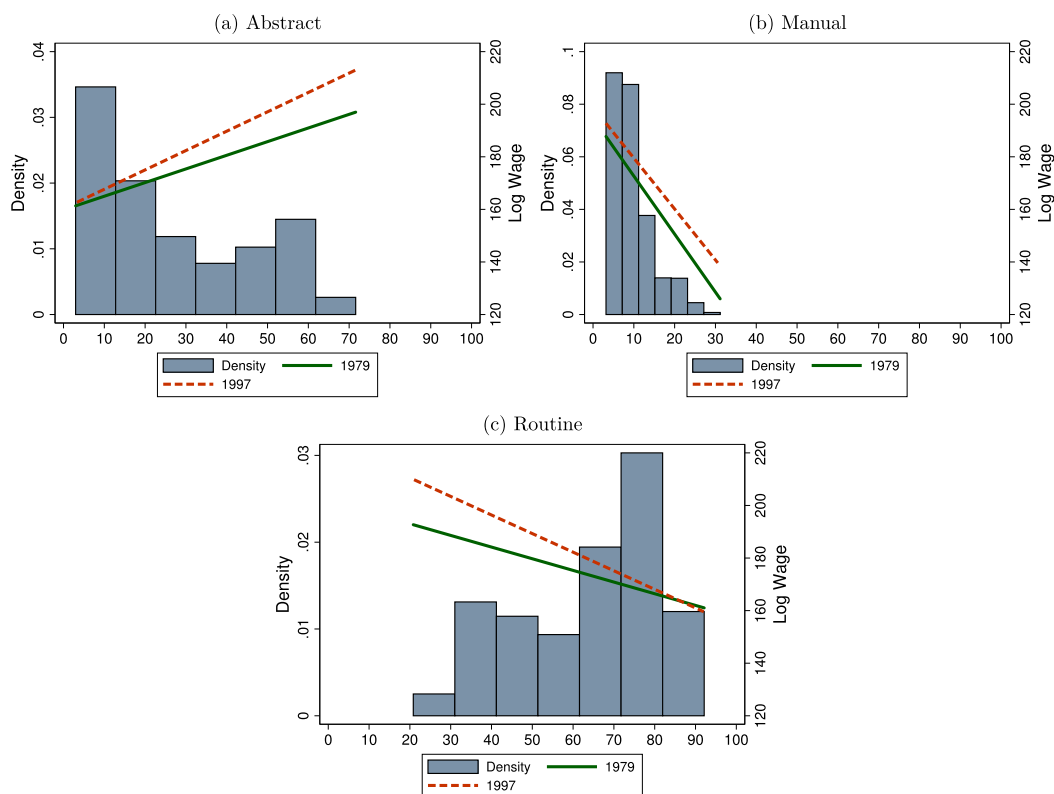 (a) Abstract
Density
0 .01 .02 .03 .04
120 140 160 180 200 220
Log Wage
0 10 20 30 40 50 60 70 80 90 100
Density 1979
1997
(b) Manual
Density
0 .02 .04 .06 .08 .1
120 140 160 180 200 220
Log Wage
0 10 20 30 40 50 60 70 80 90 100
Density 1979
1997
(c) Routine
Density
0 .01 .02 .03
120 140 160 180 200 220
Log Wage
0 10 20 30 40 50 60 70 80 90 100
Density 1979
1997